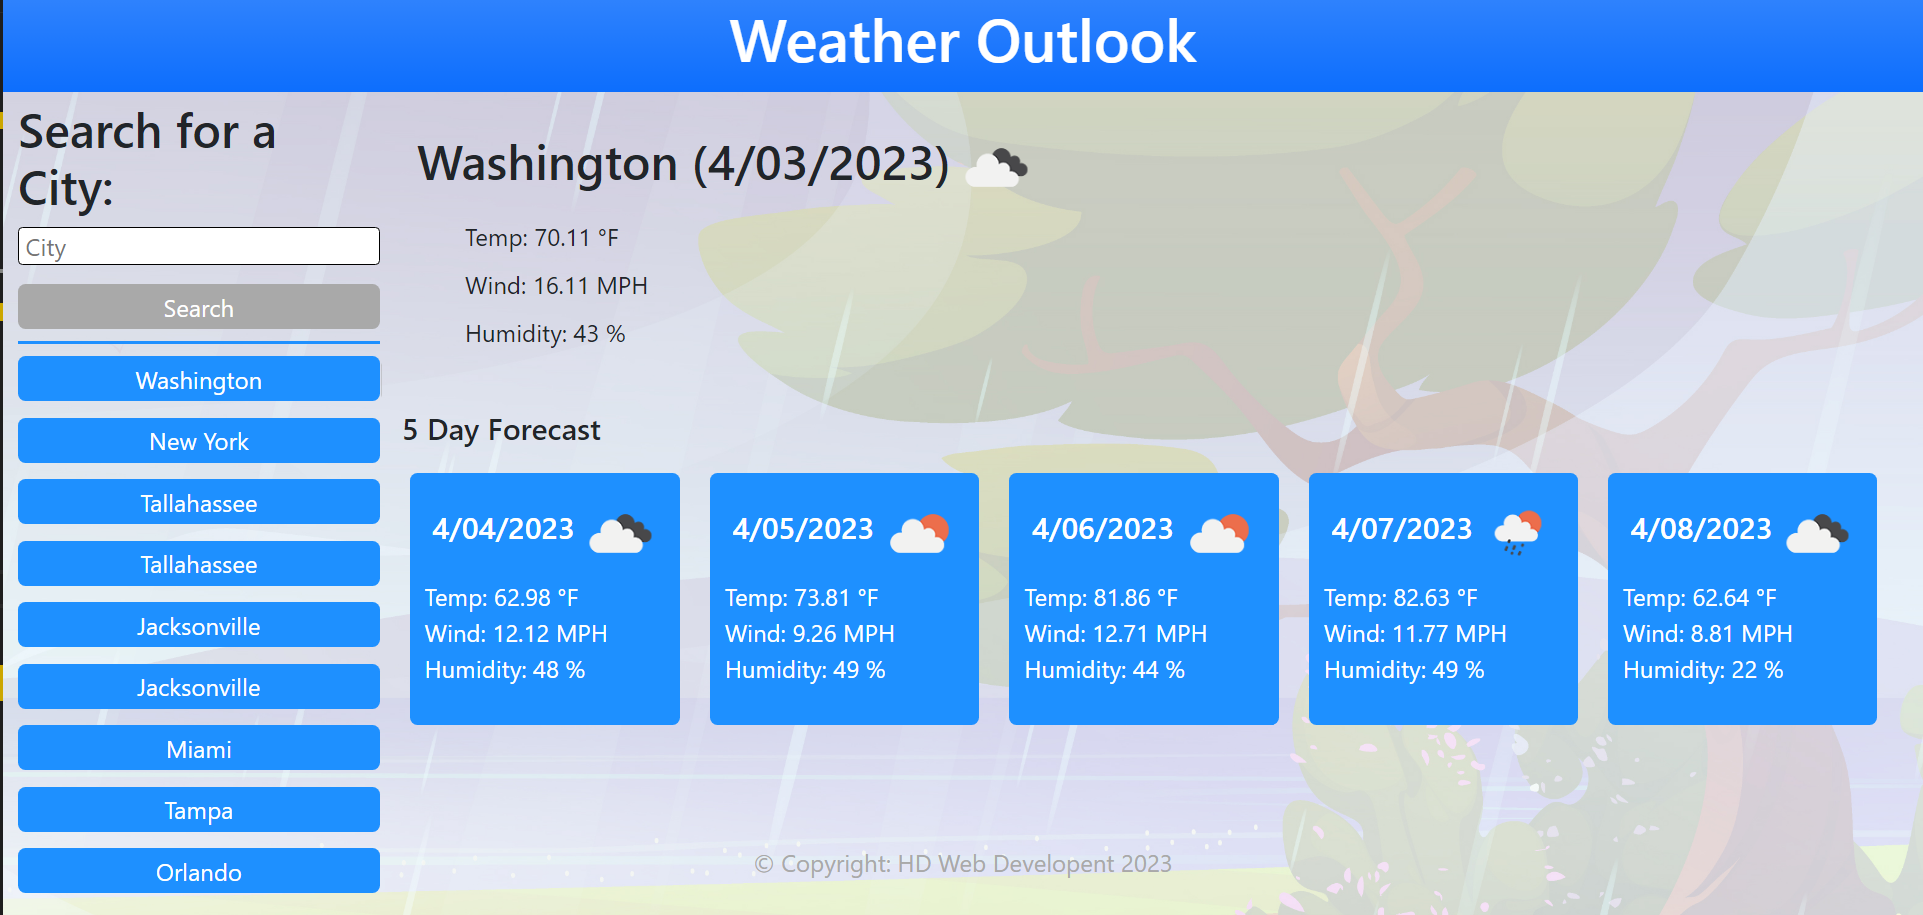 Weather Outlook
Search for a
City:
City
Search
Washington
New York
Tallahassee
Tallahassee
Jacksonville
Jacksonville
Miami
Tampa
Orlando
Washington (4/03/2023)
Temp: 70.11 °F
Wind: 16.11 MPH
Humidity: 43 %
5 Day Forecast
4/04/2023
Temp: 62.98 °F
Wind: 12.12 MPH
Humidity: 48 %
4/05/2023
Temp: 73.81 °F
Wind: 9.26 MPH
Humidity: 49 %
4/06/2023
Temp: 81.86 °F
Wind: 12.71 MPH
Humidity: 44 %
4/07/2023
Temp: 82.63 °F
Wind: 11.77 MPH
Humidity: 49 %
4/08/2023
Temp: 62.64 °F
Wind: 8.81 MPH
Humidity: 22 %
© Copyright: HD Web Developent 2023